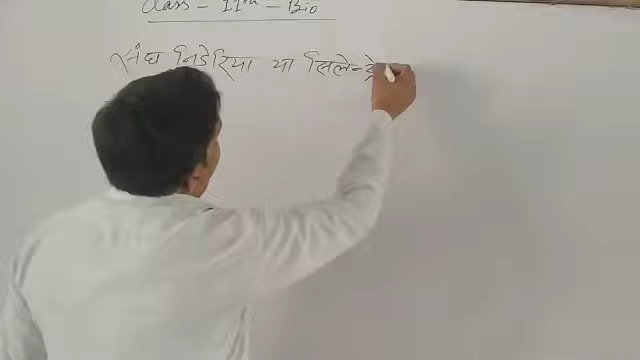 Class - 11th - Bio
संघ निडेरिया या सिलेन्ट्रे